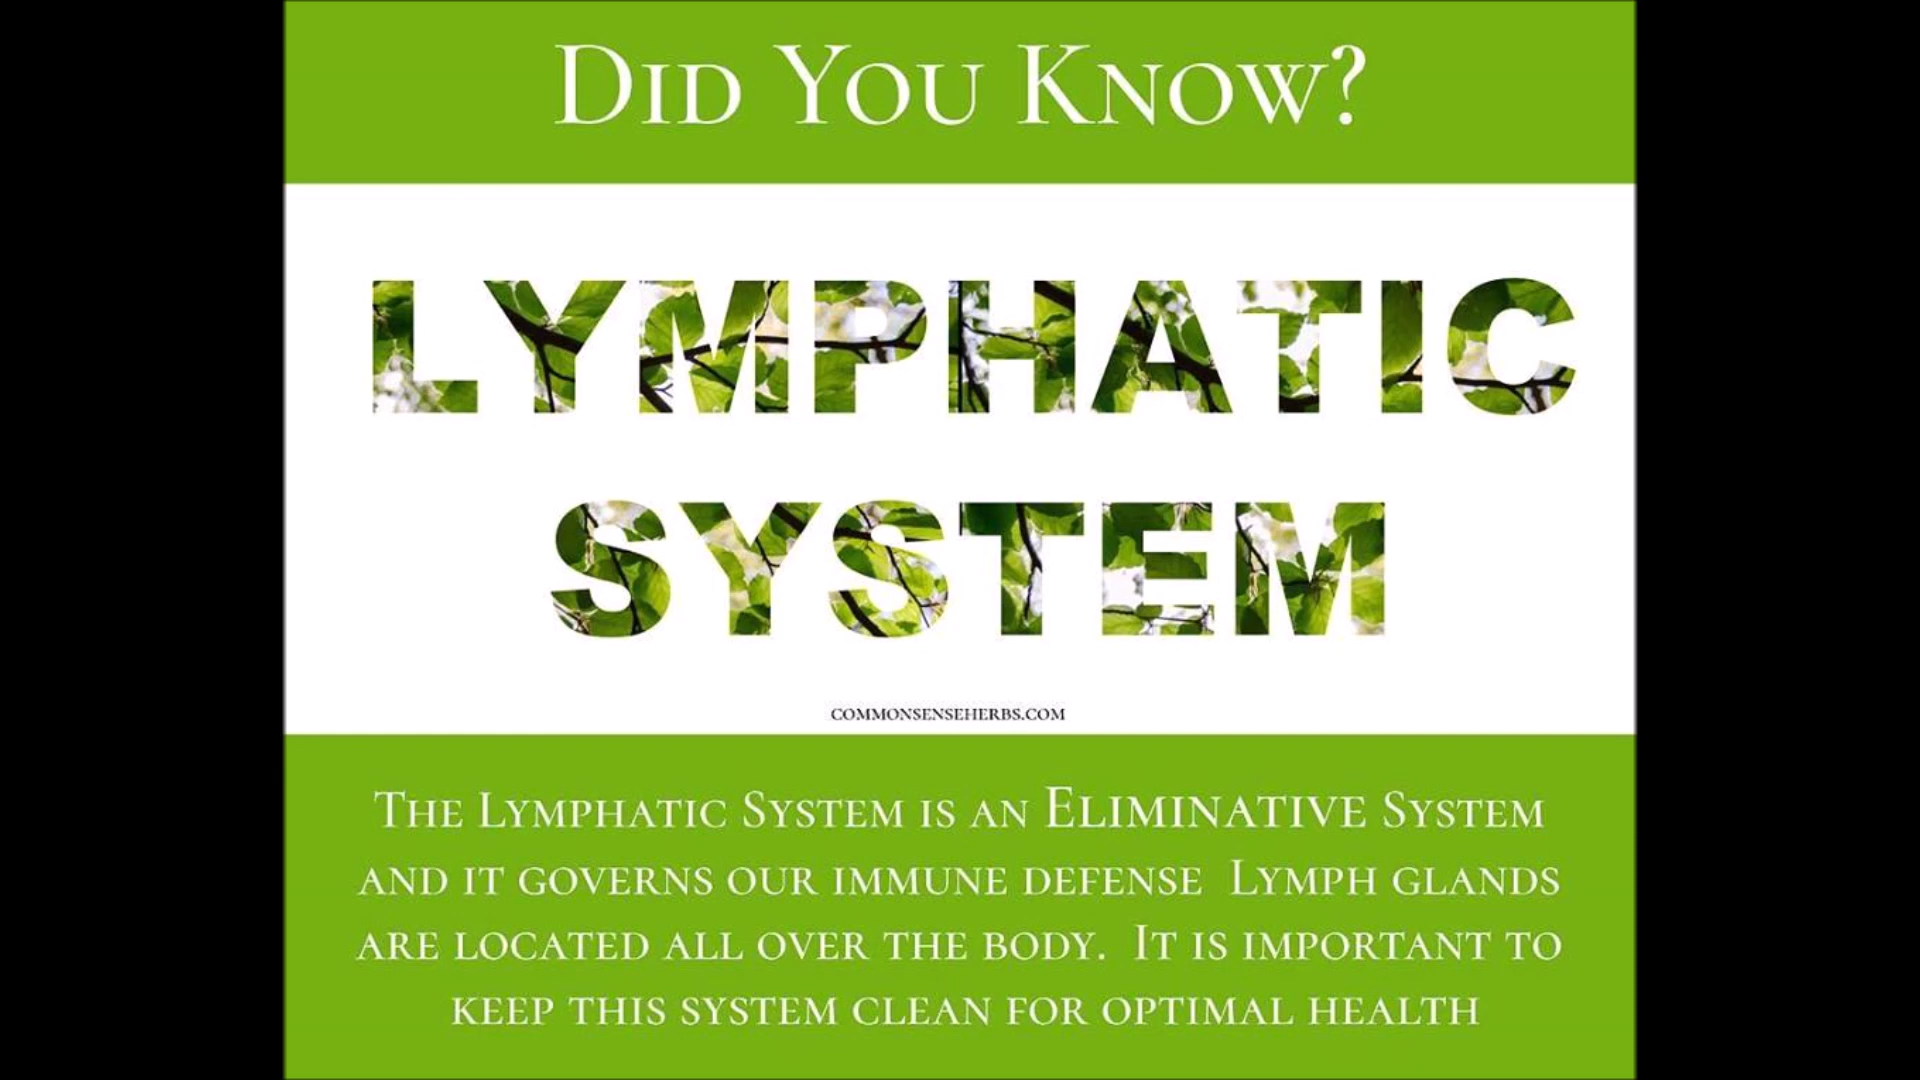 Did You Know?
LYMPHATIC
SYSTEM
COMMONSENSEHERBS.COM
The Lymphatic System is an Eliminative System
and it governs our immune defense Lymph glands
are located all over the body. It is important to
keep this system clean for optimal health